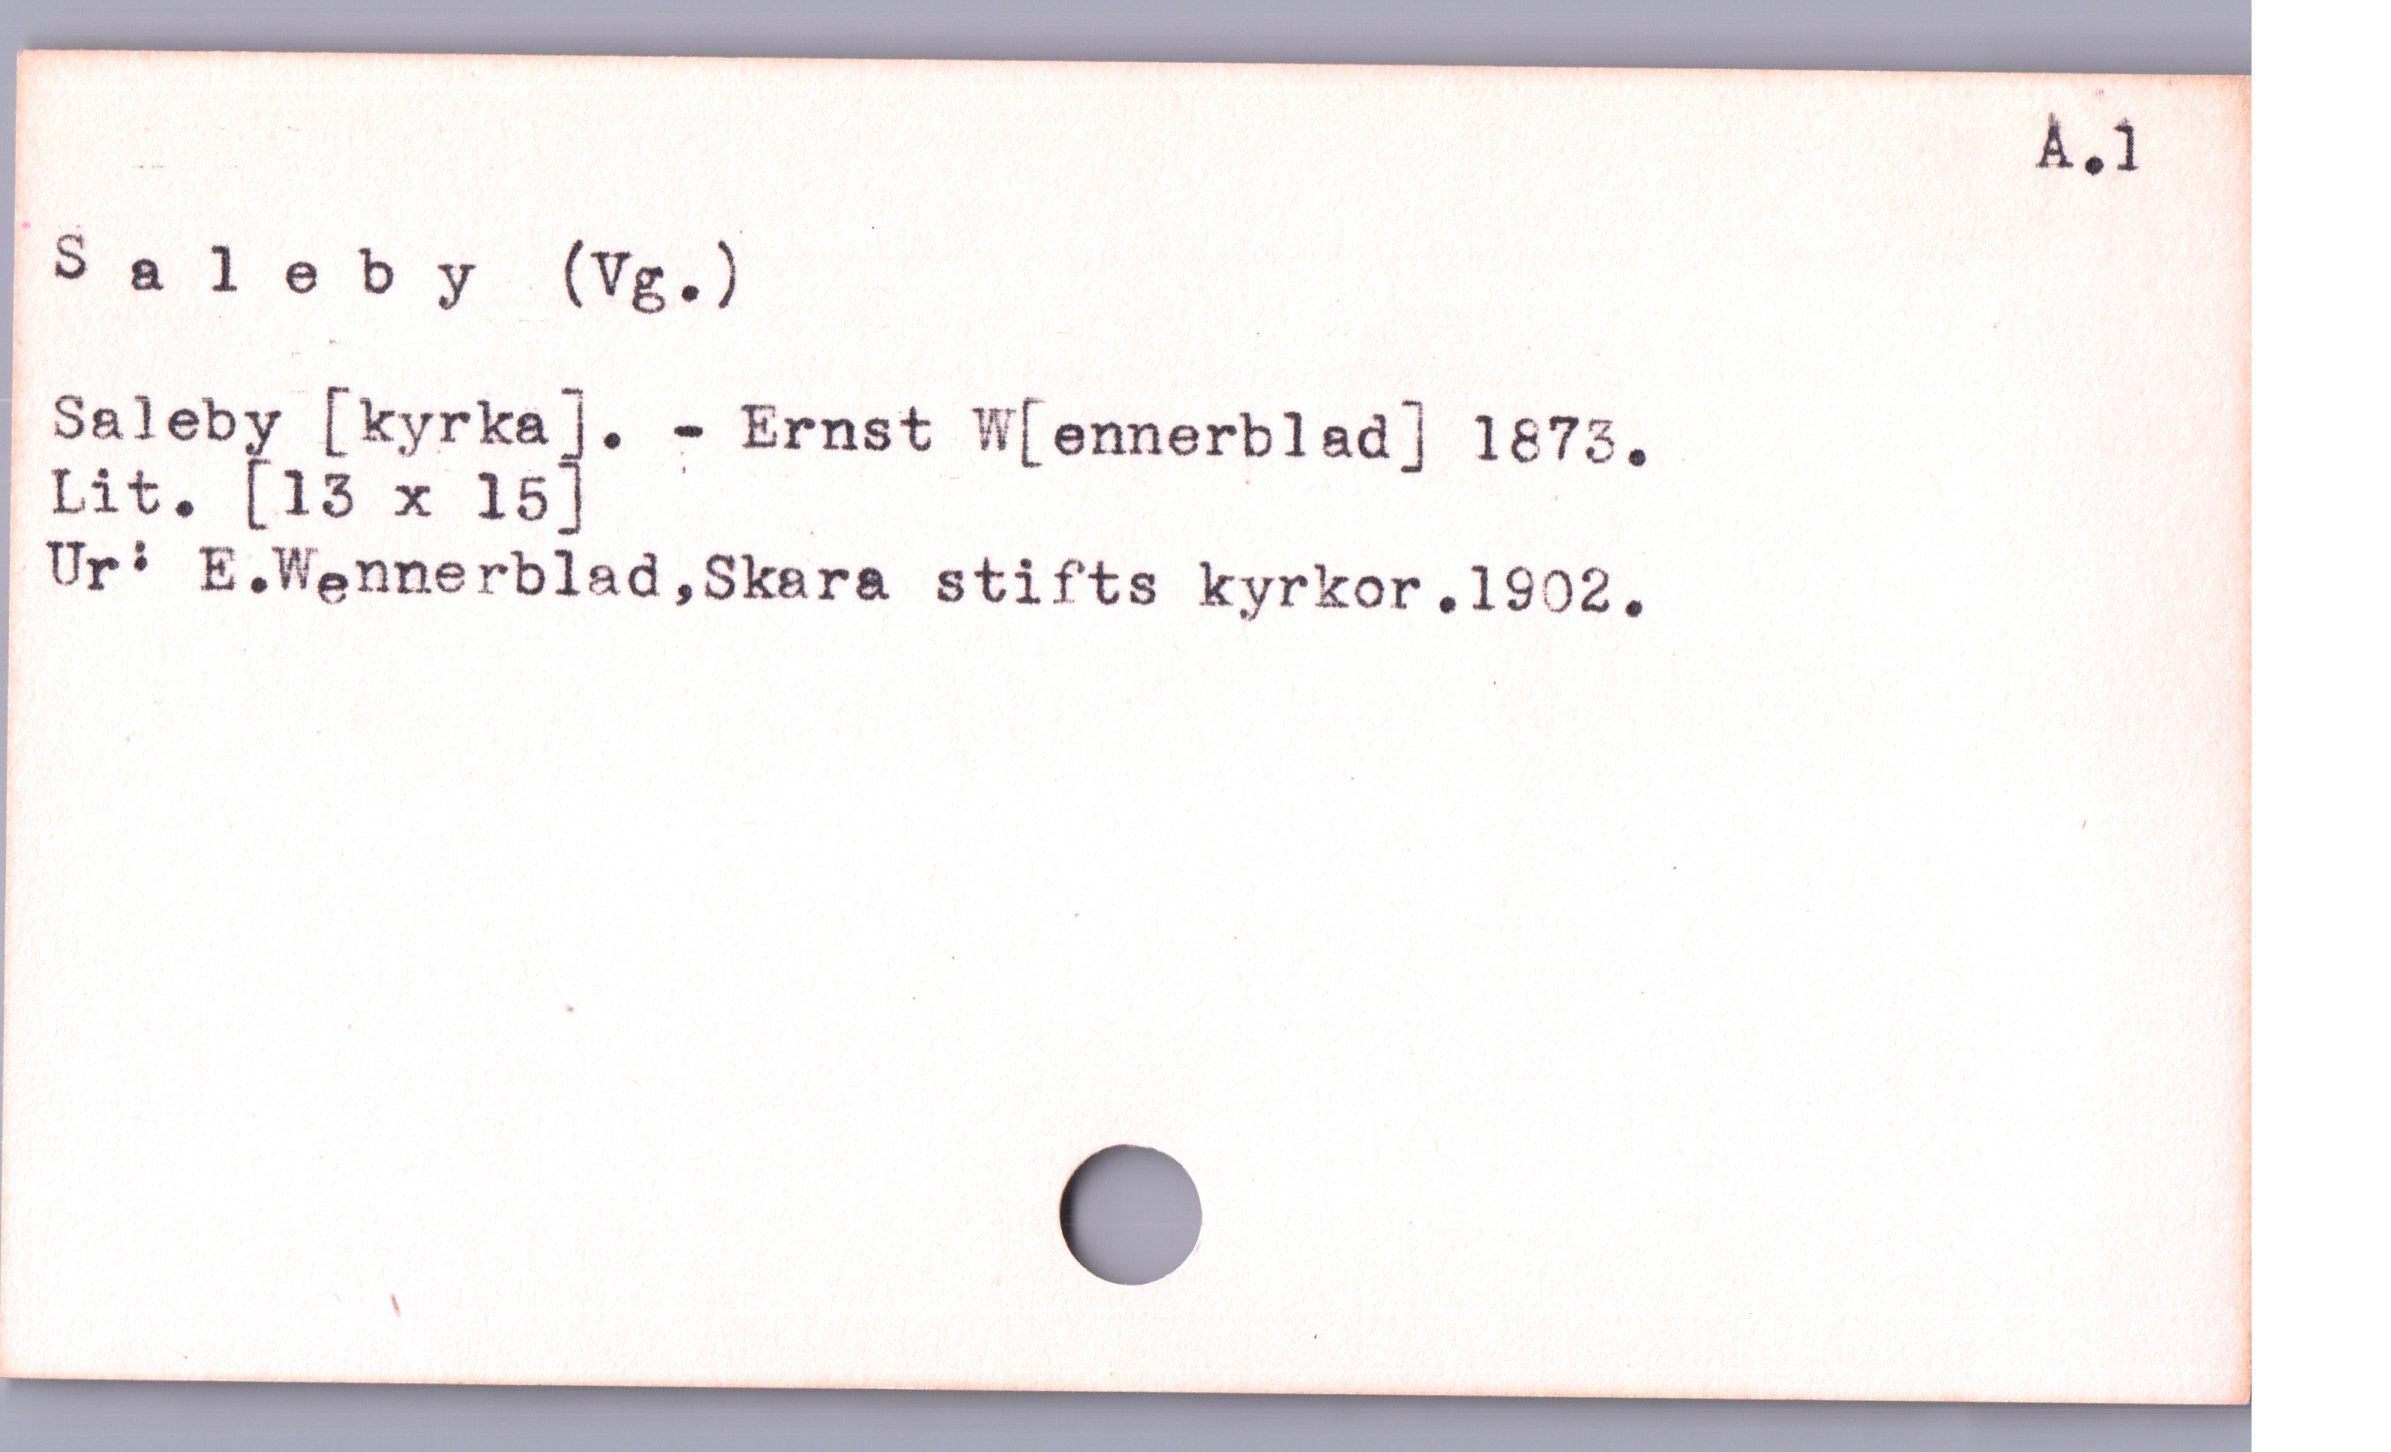 A.1
S a l e b y (Vg.)
Saleby [kyrka]. - Ernst W[ennerblad] 1873.
Lit. [13 x 15]
Ur: E.Wennerblad,Skara stifts kyrkor.1902.